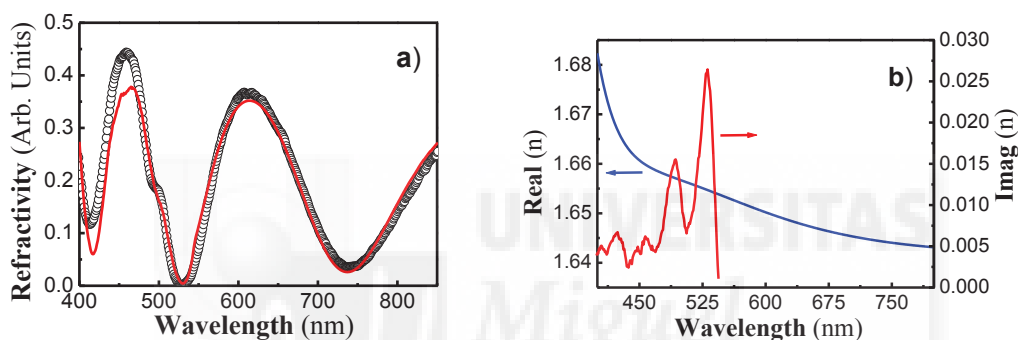 a)
Refractivity (Arb. Units)
0.5
0.4
0.3
0.2
0.1
0.0
400 500 600 700 800
Wavelength (nm)
b)
Real (n)
1.68
1.67
1.66
1.65
1.64
450 525 600 675 750
Wavelength (nm)
0.030
0.025
0.020
0.015
0.010
0.005
0.000
Imag (n)
UNIVERSITAS
Miguel